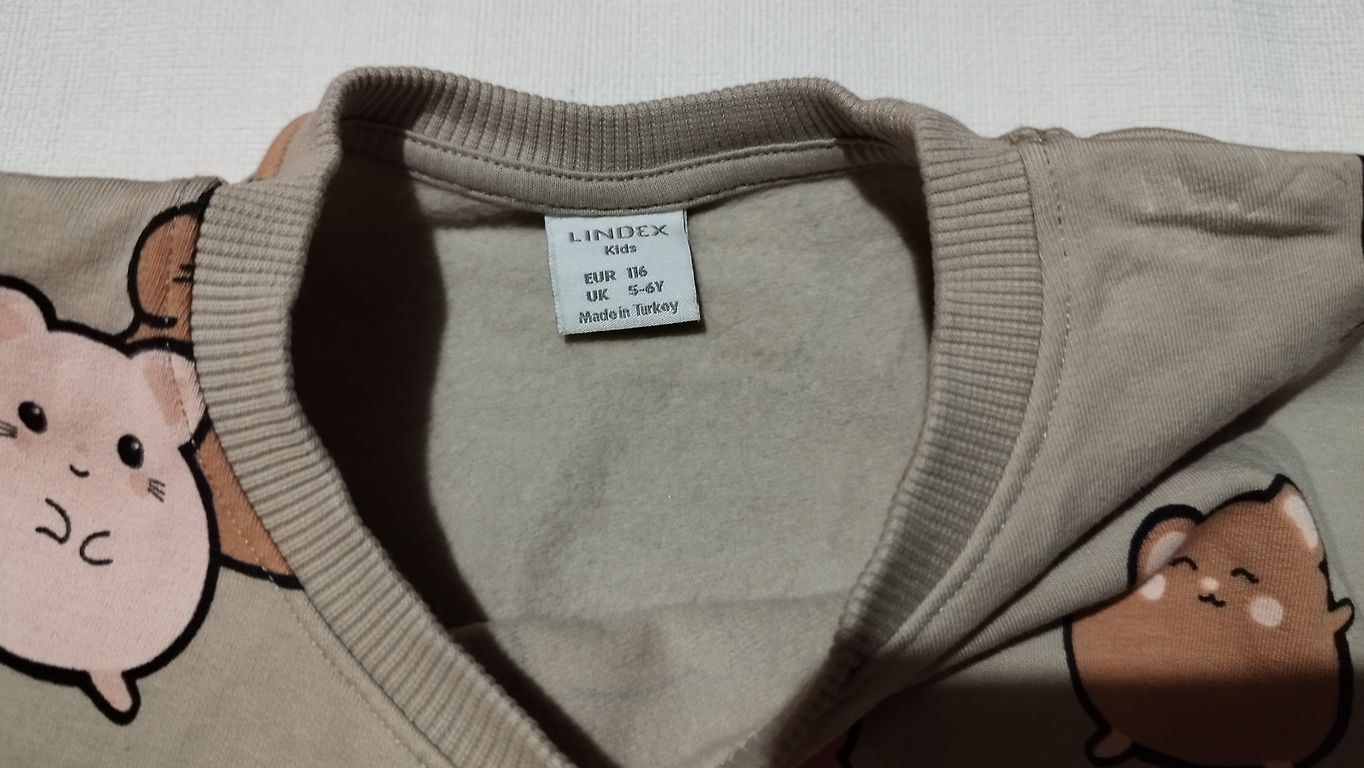 LINDEX
Kids
EUR 116
UK 5-6Y
Made in Turkey